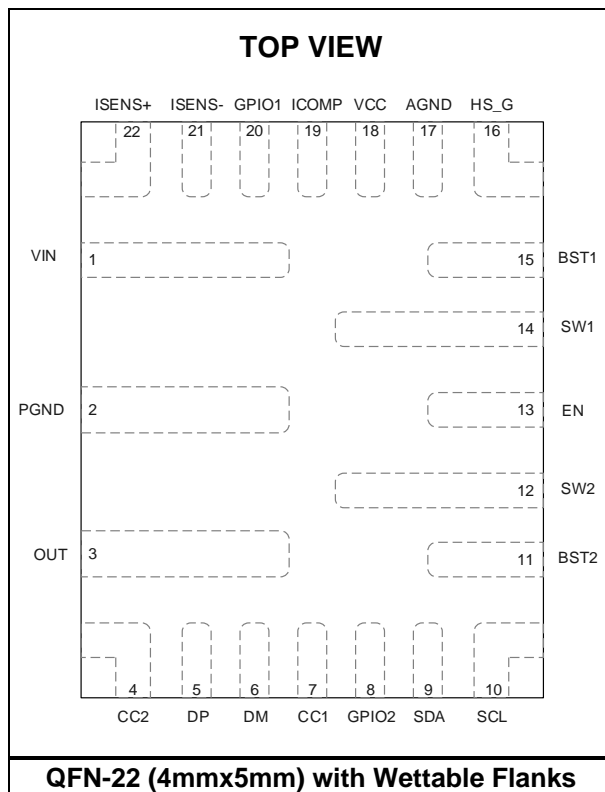 TOP VIEW
ISENS+ ISENS- GPIO1 ICOMP VCC AGND HS_G
22 21 20 19 18 17 16
VIN 1 15 BST1
14 SW1
PGND 2 13 EN
12 SW2
OUT 3 11 BST2
4 5 6 7 8 9 10
CC2 DP DM CC1 GPIO2 SDA SCL
QFN-22 (4mmx5mm) with Wettable Flanks